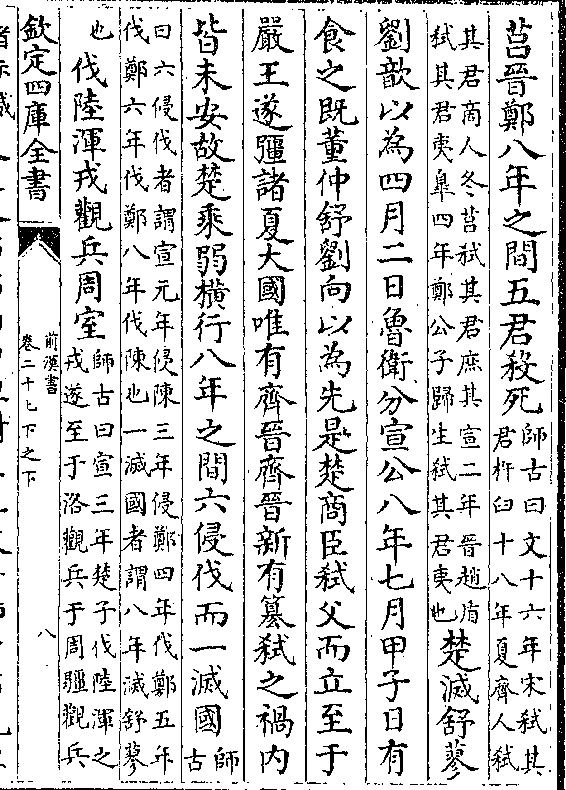 莒晉鄭八年之間五君殺死師古曰文十六年宋弑其
君杵臼十八年夏齊人弑
其君商人冬莒弑其君庶其宣二年晉趙盾
弑其君夷臯四年鄭公子歸生弑其君夷也楚滅舒蓼
劉歆以為四月二日魯衛分宣公八年七月甲子日有
食之既董仲舒劉向以為先是楚商臣弑父而立至于
嚴王遂彊諸夏大國唯有齊晉齊晉新有簒弑之禍内
皆未安故楚乗弱横行八年之間六侵伐而一滅國師
古
曰六侵伐者謂宣元年侵陳三年侵鄭四年伐鄭五年
伐鄭六年伐鄭八年伐陳也一滅國者謂八年滅舒蓼
也伐陸渾戎觀兵周室師古曰宣三年楚子伐陸渾之
戎遂至于洛觀兵于周疆觀兵
欽定四庫全書
前漢書
卷二十七下之下
八